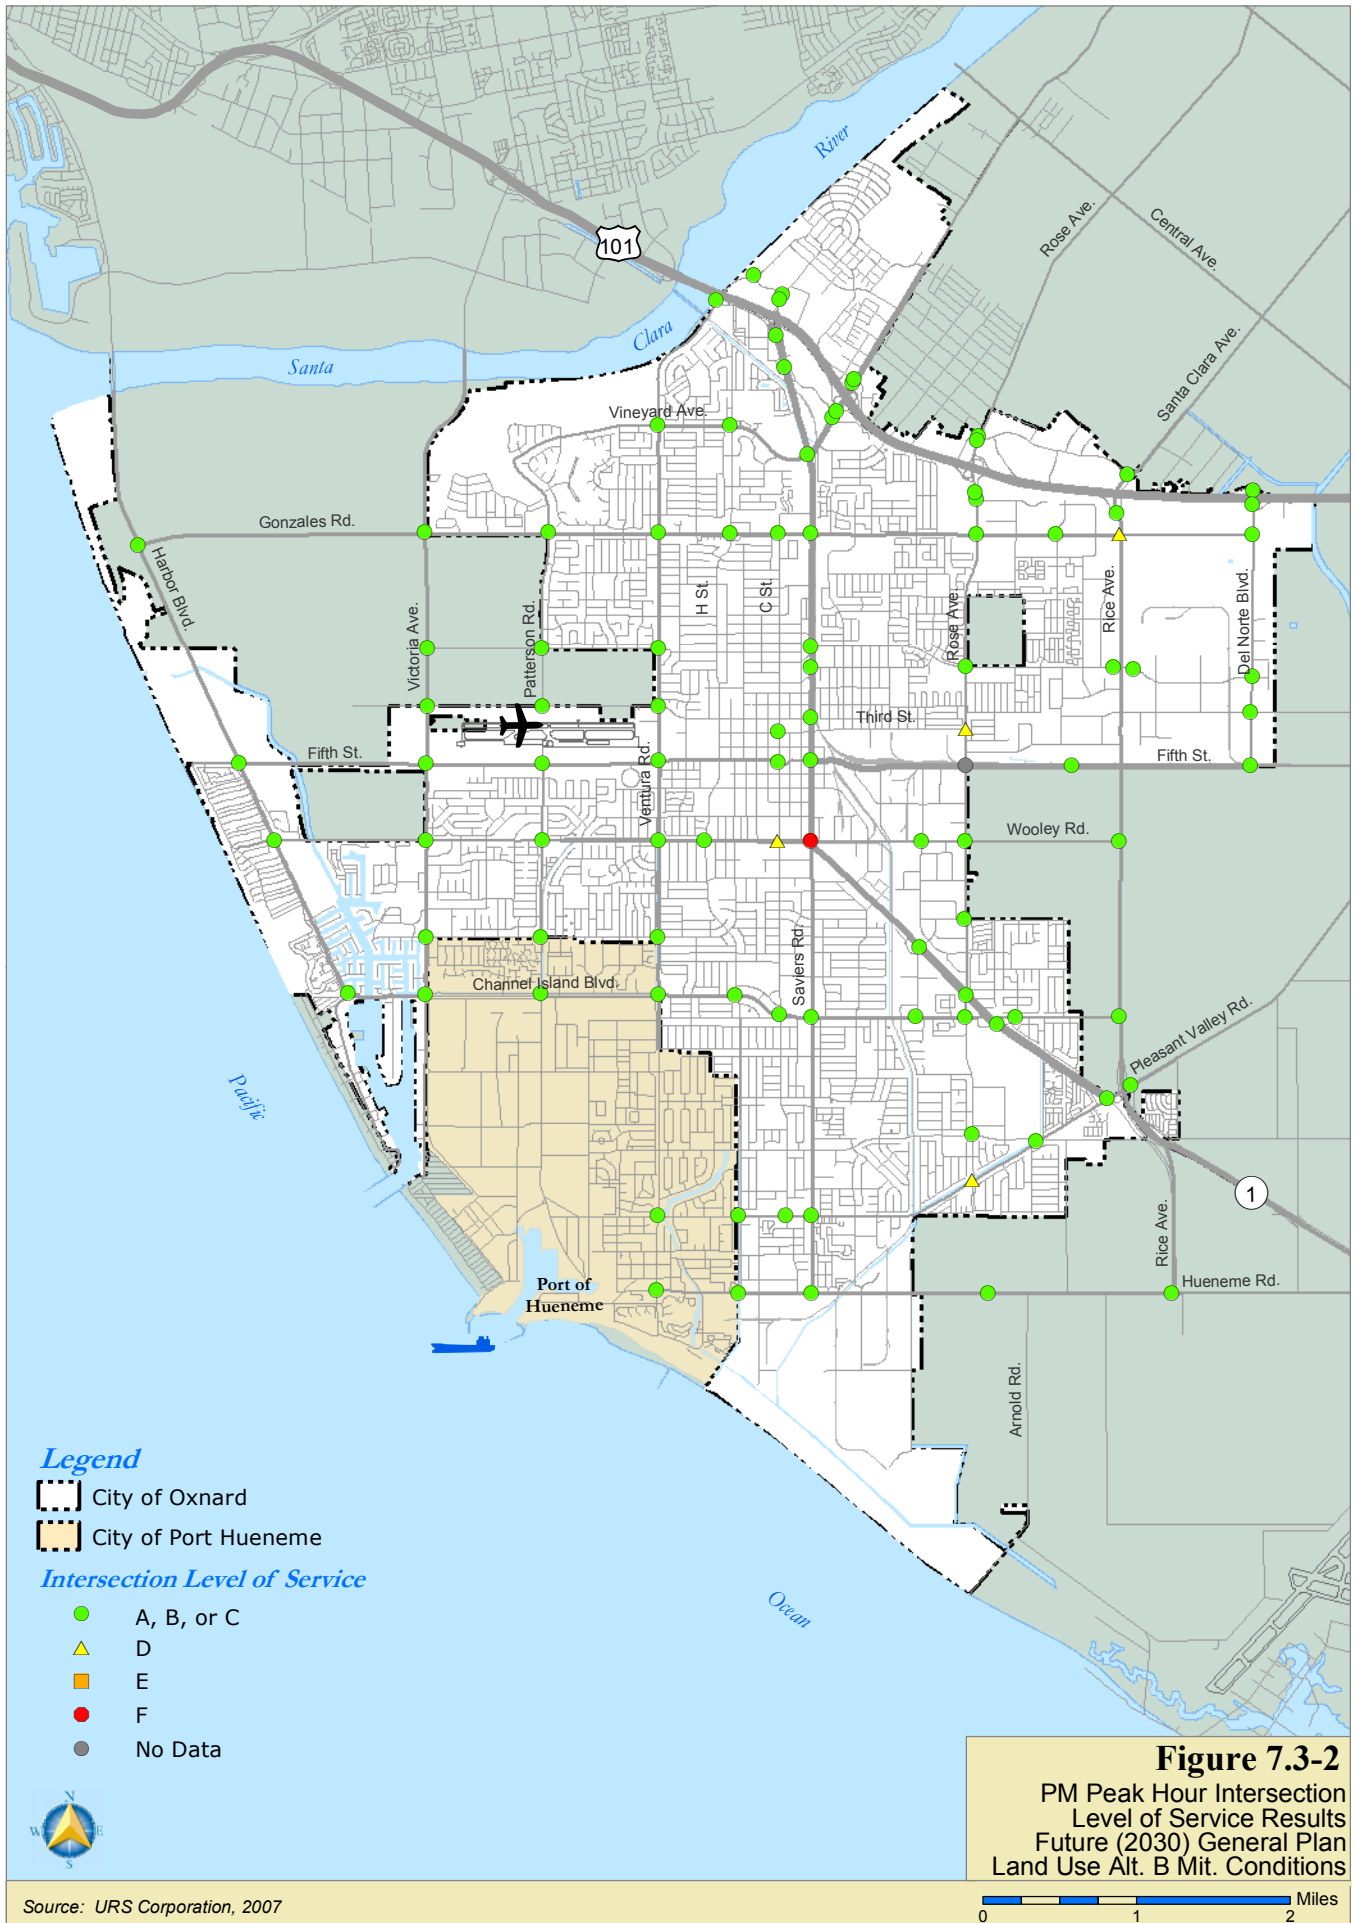 River
101
Rose Ave.
Central Ave.
Clara
Santa
Santa Clara Ave.
Vineyard Ave.
Gonzales Rd.
Harbor Blvd.
Victoria Ave.
Patterson Rd.
H St.
C St.
Rose Ave.
Rice Ave.
Del Norte Blvd.
Third St.
Fifth St.
Fifth St.
Ventura Rd.
Wooley Rd.
Saviers Rd.
Channel Island Blvd.
Pleasant Valley Rd.
Pacific
1
Rice Ave.
Hueneme Rd.
Port of
Hueneme
Arnold Rd.
Ocean
Legend
City of Oxnard
City of Port Hueneme
Intersection Level of Service
A, B, or C
D
E
F
No Data
N
W E
S
Figure 7.3-2
PM Peak Hour Intersection
Level of Service Results
Future (2030) General Plan
Land Use Alt. B Mit. Conditions
Source: URS Corporation, 2007
Miles
0 1 2